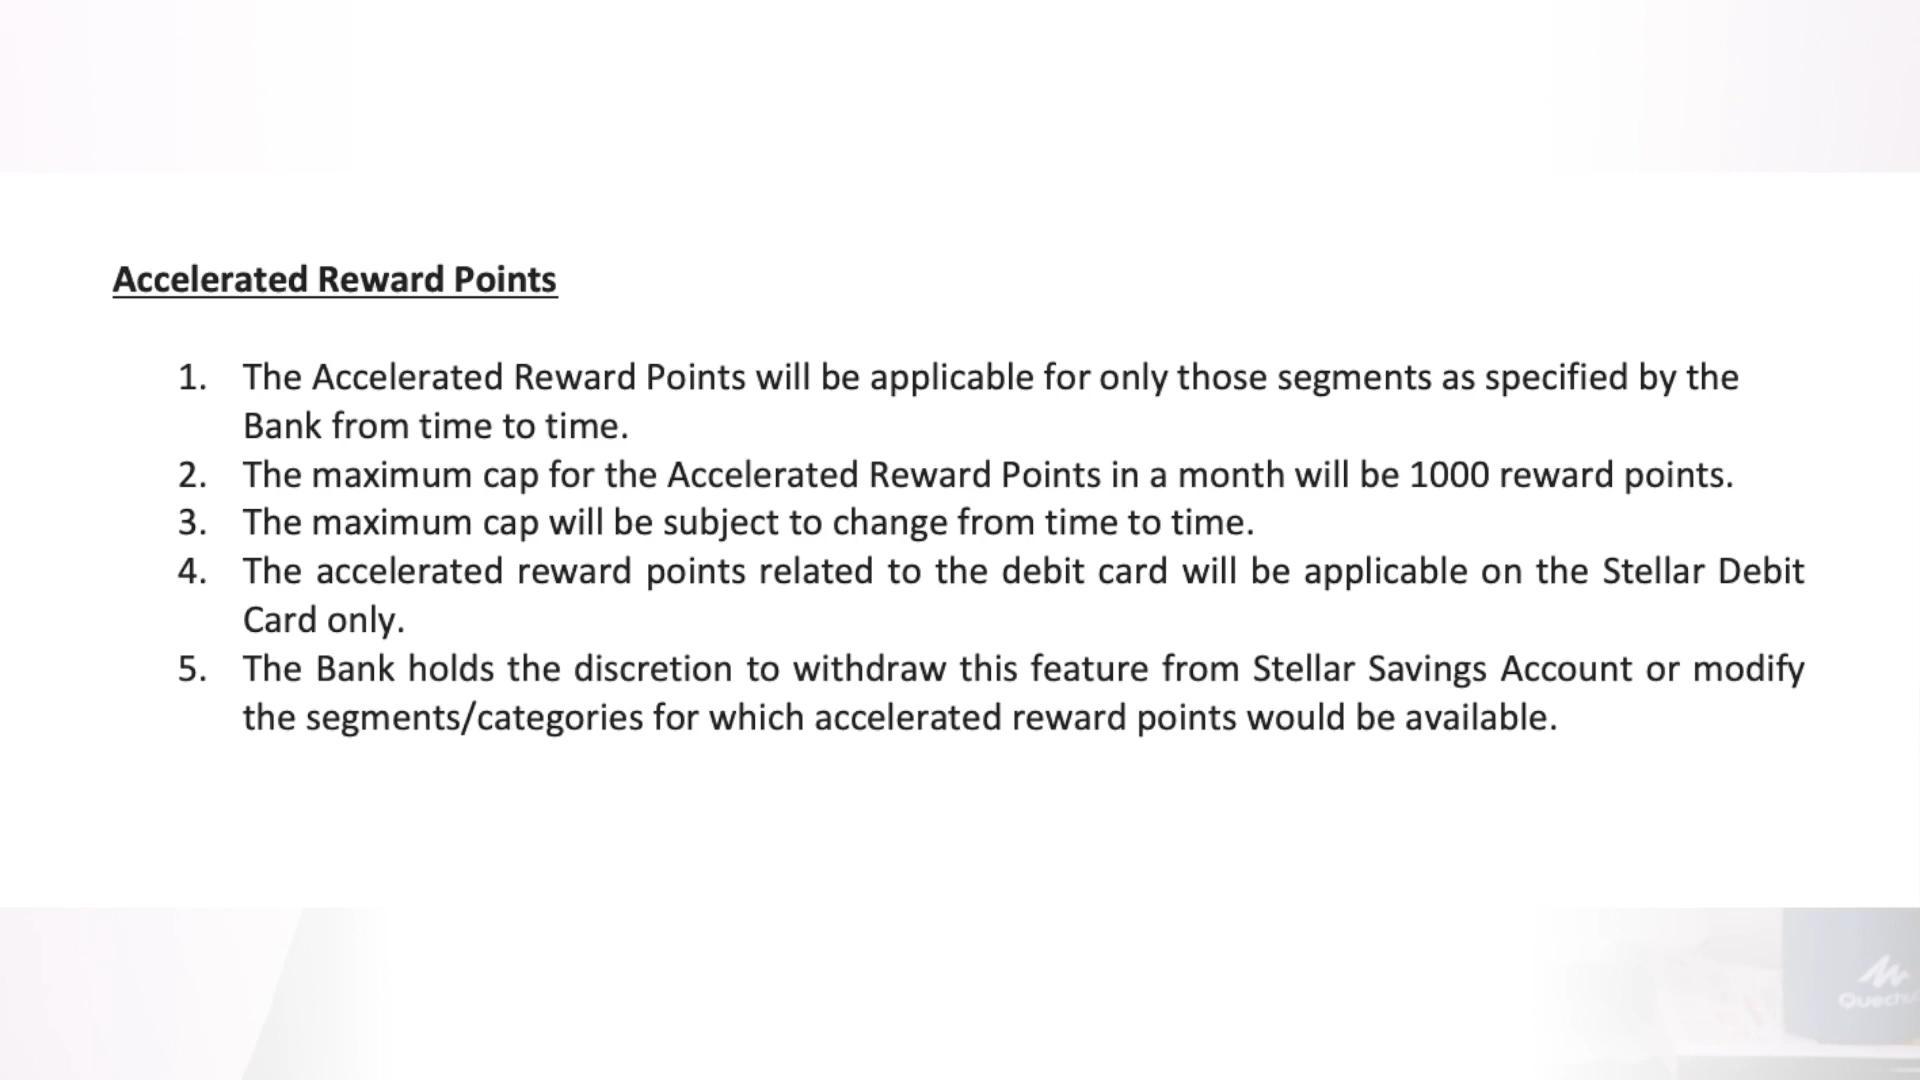 Accelerated Reward Points
1. The Accelerated Reward Points will be applicable for only those segments as specified by the
Bank from time to time.
2. The maximum cap for the Accelerated Reward Points in a month will be 1000 reward points.
3. The maximum cap will be subject to change from time to time.
4. The accelerated reward points related to the debit card will be applicable on the Stellar Debit
Card only.
5. The Bank holds the discretion to withdraw this feature from Stellar Savings Account or modify
the segments/categories for which accelerated reward points would be available.